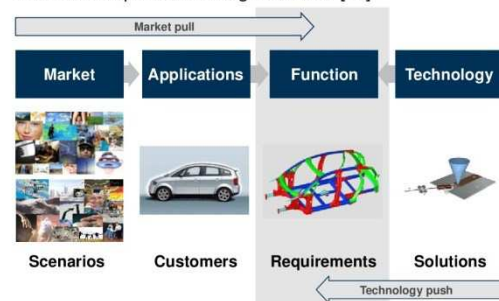 Market pull
Market Applications Function Technology
Scenarios Customers Requirements Solutions
Technology push